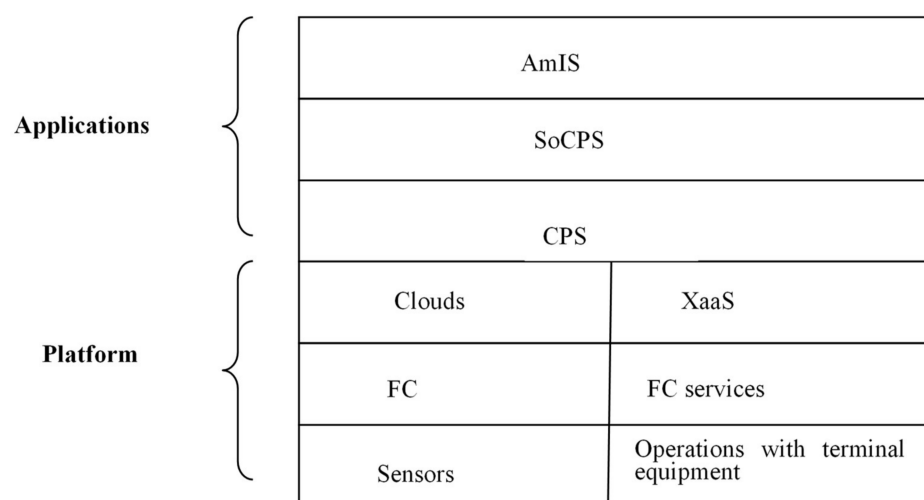 AmIS
Applications
SoCPS
CPS
Clouds
XaaS
Platform
FC
FC services
Sensors
Operations with terminal
equipment